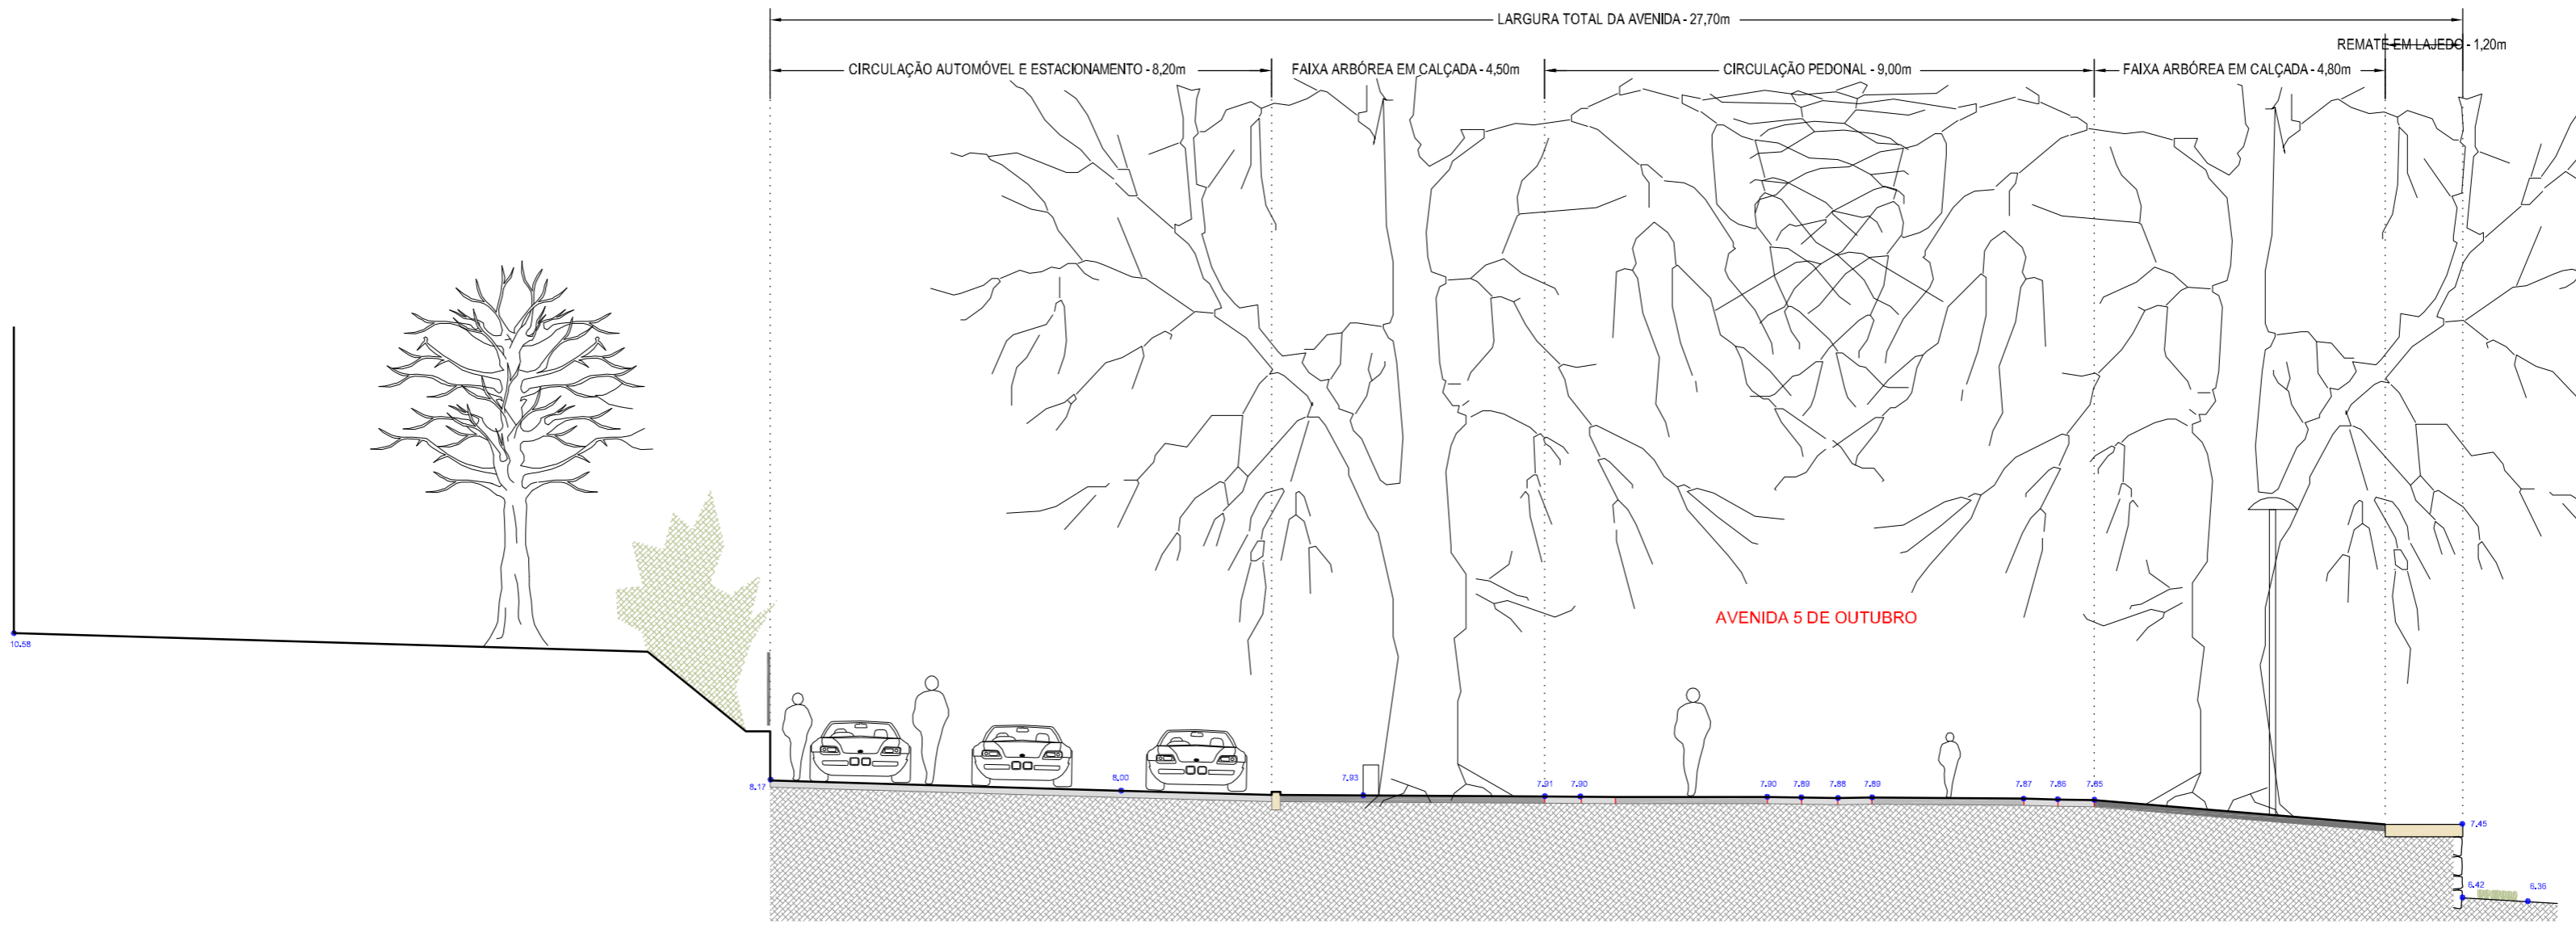 LARGURA TOTAL DA AVENIDA - 27,70m
REMATE EM LAJEDO - 1,20m
CIRCULAÇÃO AUTOMÓVEL E ESTACIONAMENTO - 8,20m
FAIXA ARBÓREA EM CALÇADA - 4,50m
CIRCULAÇÃO PEDONAL - 9,00m
FAIXA ARBÓREA EM CALÇADA - 4,80m
AVENIDA 5 DE OUTUBRO
10.58
8.17
8.00
7.93
7.91
7.90
7.90
7.89
7.88
7.89
7.87
7.86
7.85
7.45
6.42
6.36